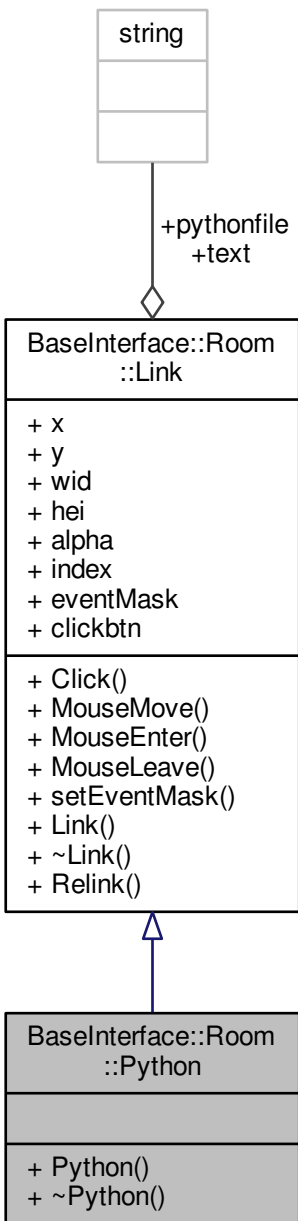 string
+pythonfile
+text
BaseInterface::Room
::Link
+ x
+ y
+ wid
+ hei
+ alpha
+ index
+ eventMask
+ clickbtn
+ Click()
+ MouseMove()
+ MouseEnter()
+ MouseLeave()
+ setEventMask()
+ Link()
+ ~Link()
+ Relink()
BaseInterface::Room
::Python
+ Python()
+ ~Python()